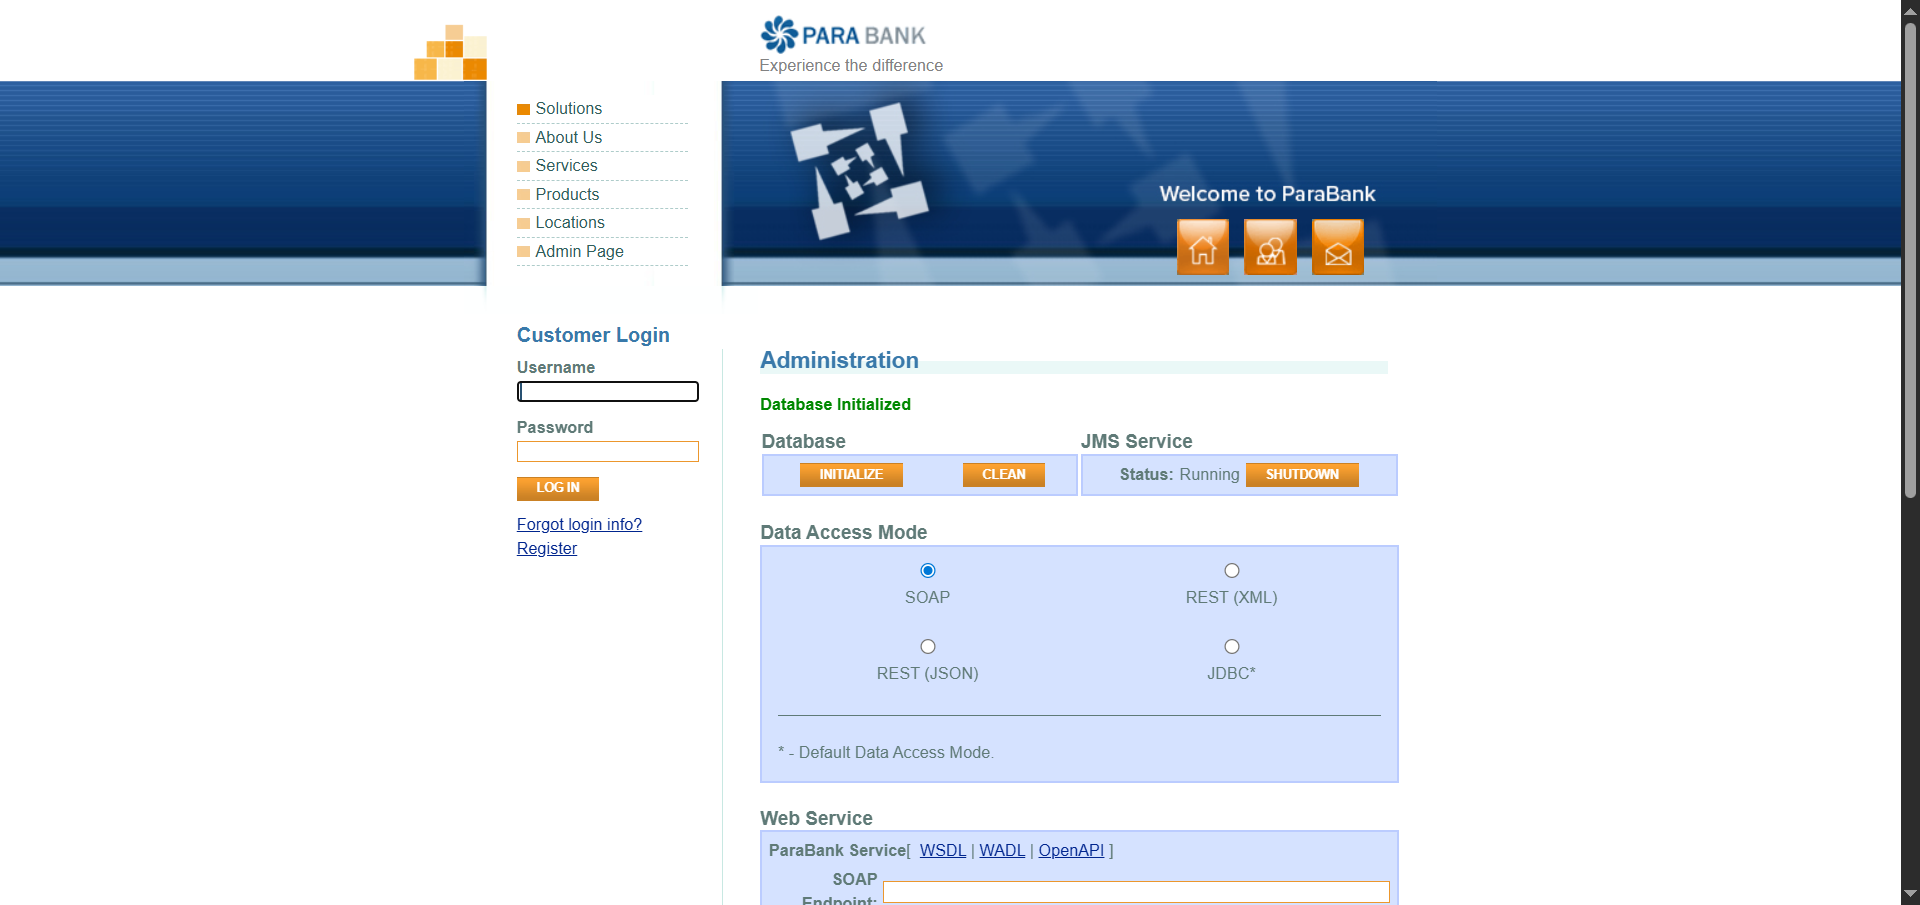 PARA BANK
Experience the difference
Solutions
About Us
Services
Products
Locations
Admin Page
Welcome to ParaBank
Customer Login
Username
Password
LOG IN
Forgot login info?
Register
Administration
Database Initialized
Database
JMS Service
INITIALIZE
CLEAN
Status: Running
SHUTDOWN
Data Access Mode
SOAP
REST (XML)
REST (JSON)
JDBC*
* - Default Data Access Mode.
Web Service
ParaBank Service[ WSDL | WADL | OpenAPI ]
SOAP
Endpoint: